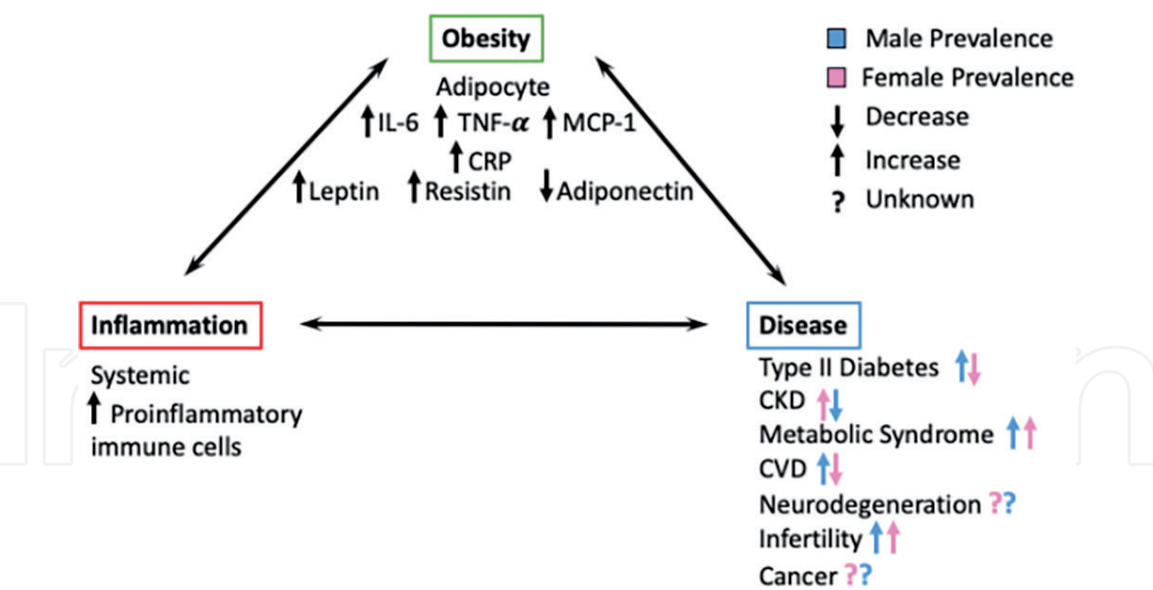 Obesity
Adipocyte
↑IL-6 ↑ TNF-α ↑ MCP-1
↑ CRP
↑Leptin ↑Resistin ↓Adiponectin
Male Prevalence
Female Prevalence
↓ Decrease
↑ Increase
? Unknown
Inflammation
Systemic
↑ Proinflammatory
immune cells
Disease
Type II Diabetes ↑↓
CKD ↑↓
Metabolic Syndrome ↑↑
CVD ↑↓
Neurodegeneration ??
Infertility ↑↑
Cancer ??